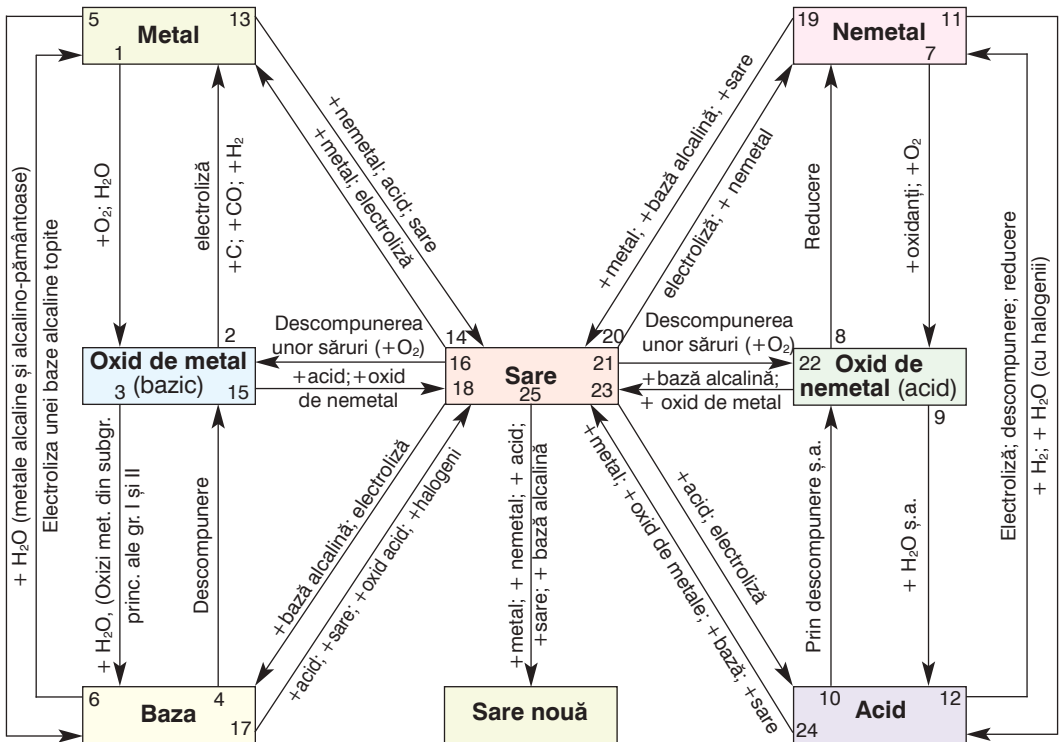 5
13
Metal
1
19
11
Nemetal
7
+ H₂O (metale alcaline și alcalino-pământoase)
Electroliza unei baze alcaline topite
+O₂; H₂O
electroliză
+C; +CO; +H₂
+nemetal; acid; sare
+metal; electroliză
+metal; +bază alcalină; +sare
electroliză; + nemetal
Reducere
+oxidanți; +O₂
Electroliză; descompunere; reducere
+ H₂; + H₂O (cu halogenii)
2
Oxid de metal
(bazic)
3
15
Descompunerea
unor săruri (+O₂)
+acid;+oxid
de nemetal
14
16
18
Sare
25
20
21
23
Descompunerea
unor săruri (+O₂)
+bază alcalină;
+ oxid de metal
8
22
Oxid de
nemetal (acid)
9
+ H₂O, (Oxizi met. din subgr.
princ. ale gr. I și II
Descompunere
+bază alcalină; electroliză
+acid; +sare; +oxid acid; +halogeni
+metal; + nemetal; + acid;
+sare; + bază alcalină
+acid; electroliză
+metal; +oxid de metale; +bază; +sare
Prin descompunere ș.a.
+ H₂O ș.a.
6
4
Baza
17
Sare nouă
10
12
Acid
24